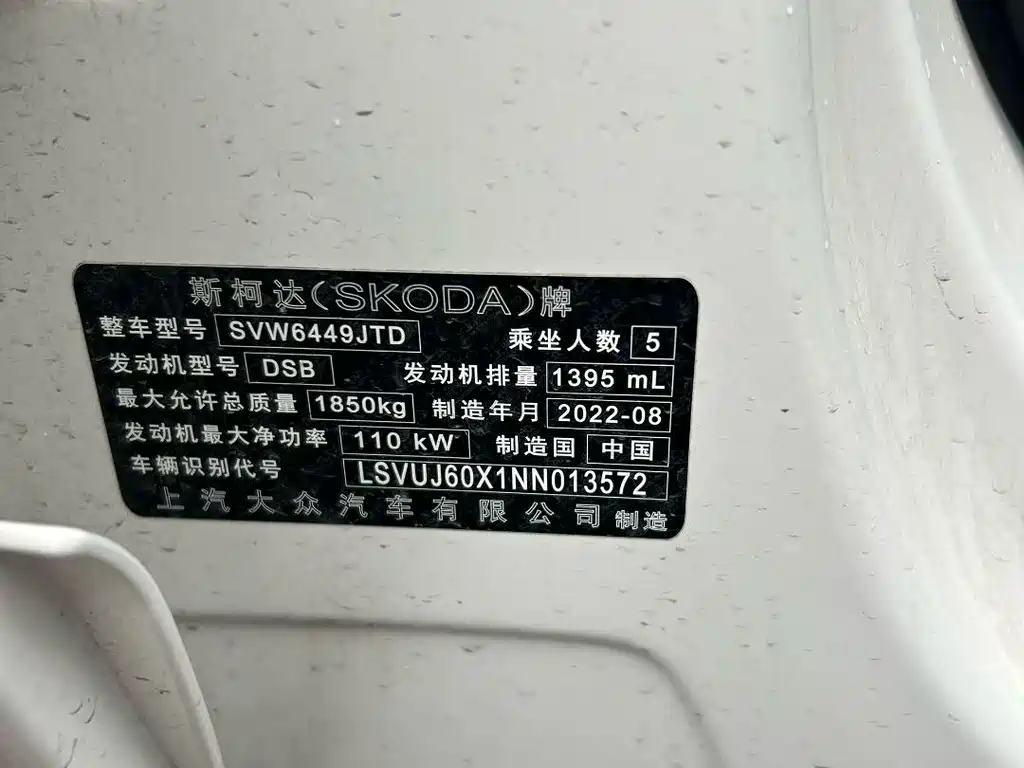 斯柯达(SKODA)牌
整车型号 SVW6449JTD 乘坐人数 5
发动机型号 DSB 发动机排量 1395 mL
最大允许总质量 1850kg 制造年月 2022-08
发动机最大净功率 110 kW 制造国 中国
车辆识别代号 LSVUJ60X1NN013572
上汽大众汽车有限公司 制造